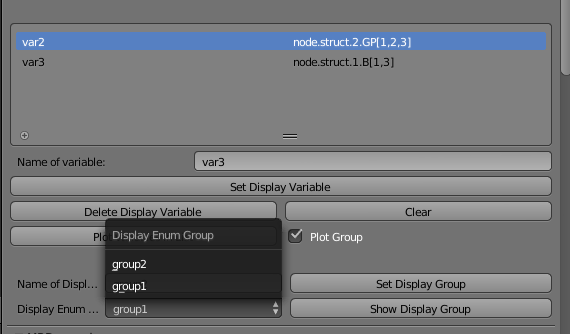 var2 node.struct.2.GP[1,2,3]
var3 node.struct.1.B[1,3]
Name of variable: var3
Set Display Variable
Delete Display Variable Clear
Display Enum Group
Plot Group
group2
Name of Displ... Set Display Group
group1
Display Enum ... group1 Show Display Group